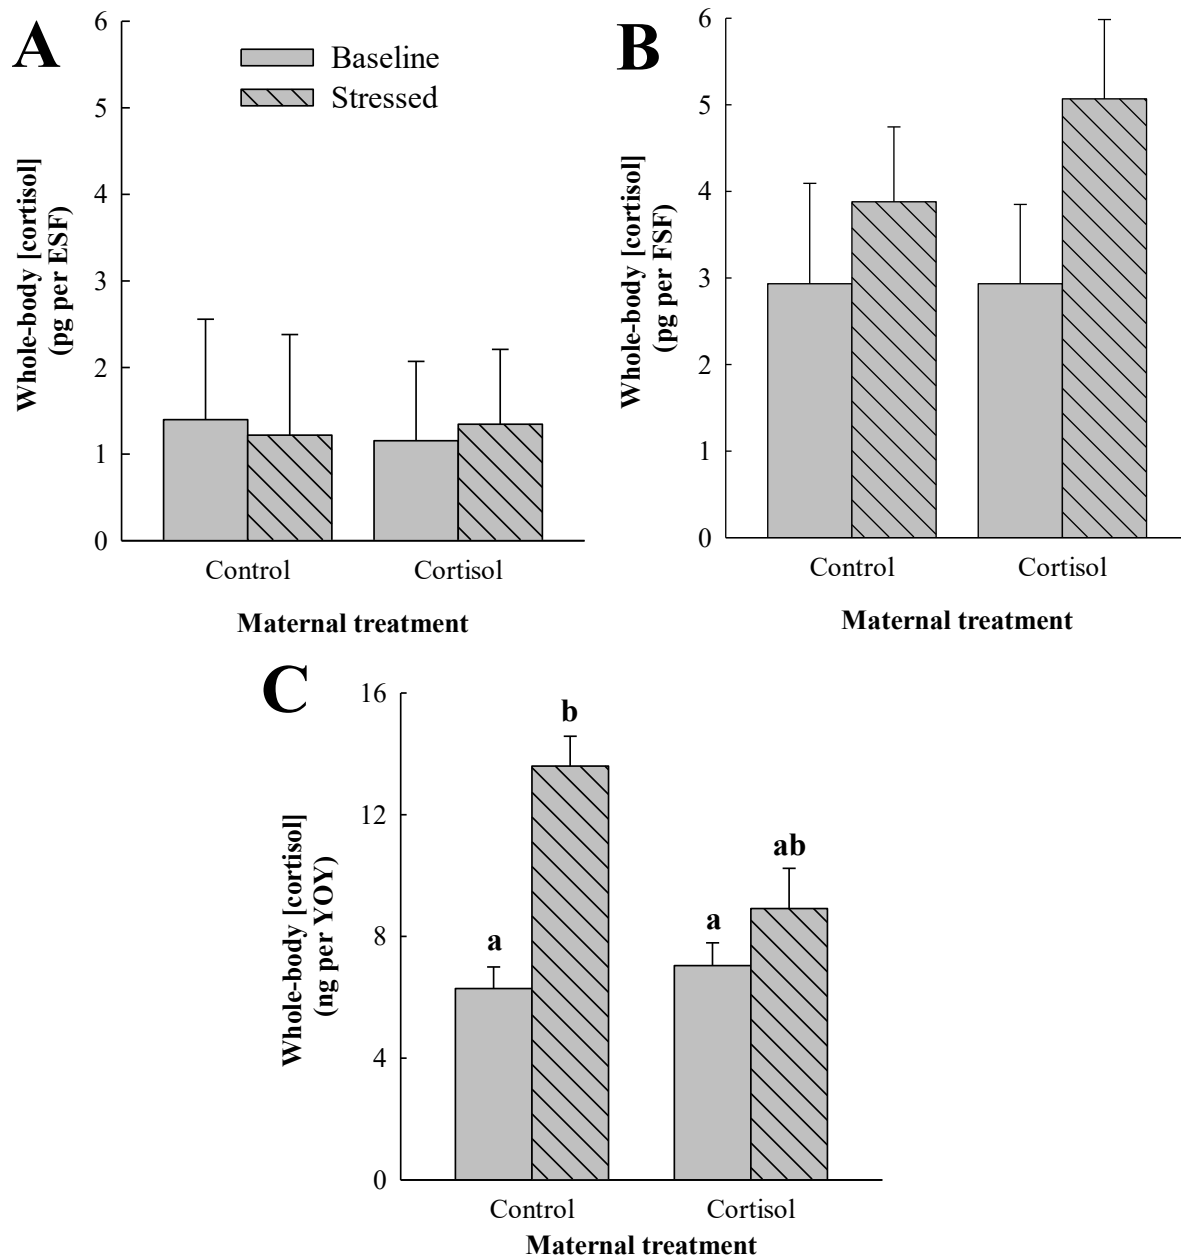 A
6
5
4
3
2
1
0
Baseline
Stressed
Whole-body [cortisol]
(pg per ESF)
Control
Cortisol
Maternal treatment
B
6
5
4
3
2
1
0
Whole-body [cortisol]
(pg per FSF)
Control
Cortisol
Maternal treatment
C
16
12
8
4
0
Whole-body [cortisol]
(ng per YOY)
a
b
a
ab
Control
Cortisol
Maternal treatment